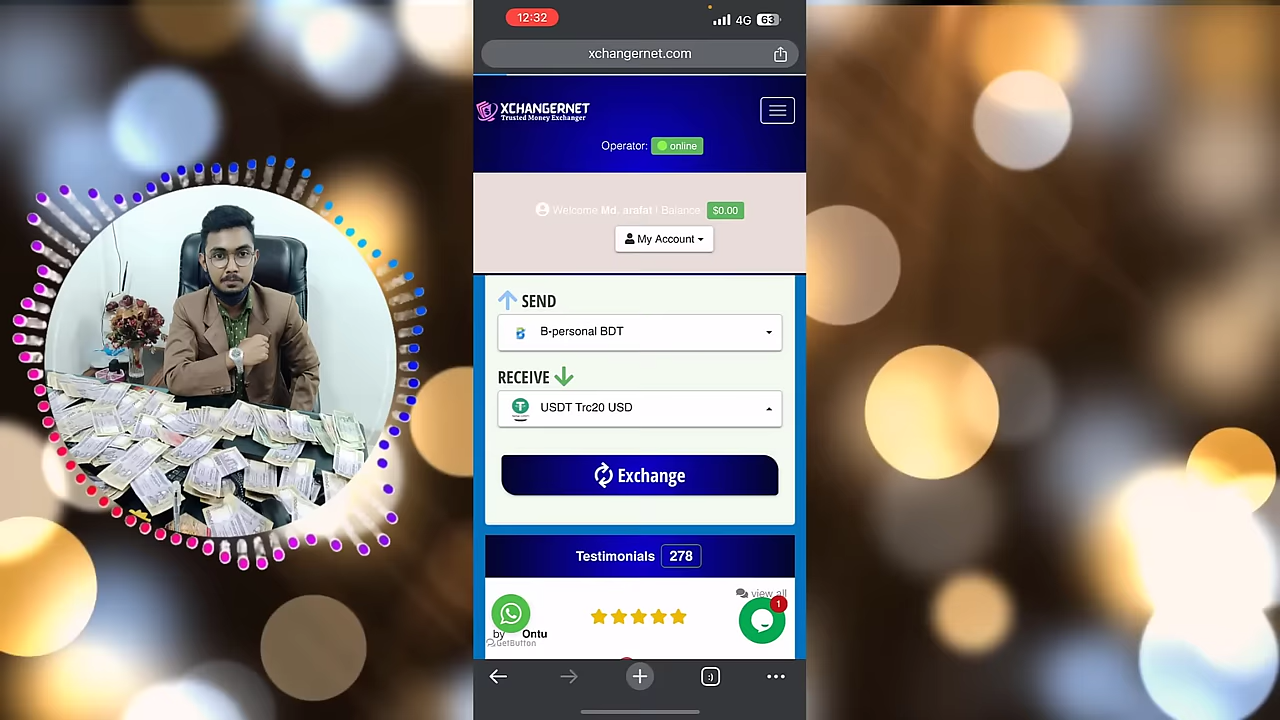 12:32
4G 63
xchangernet.com
XCHANGERNET
Trusted Money Exchanger
Operator: online
Welcome Md. arafat ! Balance: $0.00
My Account
SEND
B-personal BDT
RECEIVE
USDT Trc20 USD
Exchange
Testimonials 278
view all
1
by Ontu
GetButton
:)